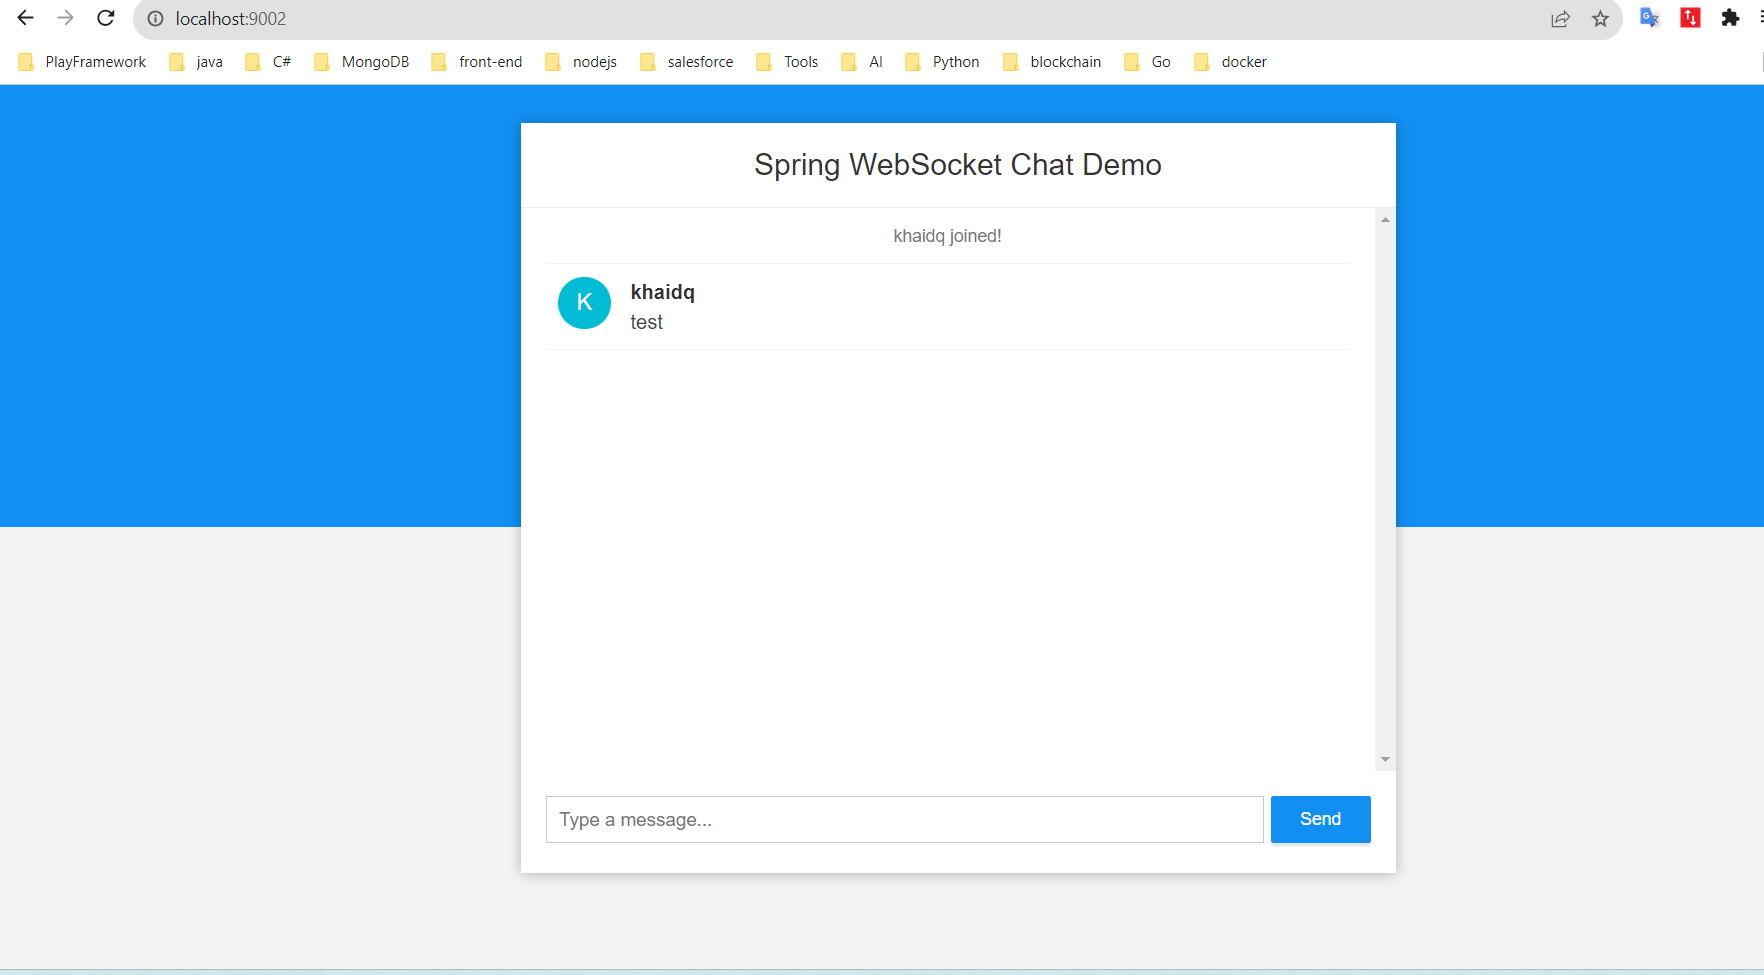 localhost:9002
PlayFramework java C# MongoDB front-end nodejs salesforce Tools AI Python blockchain Go docker
Spring WebSocket Chat Demo
khaidq joined!
K
khaidq
test
Type a message...
Send